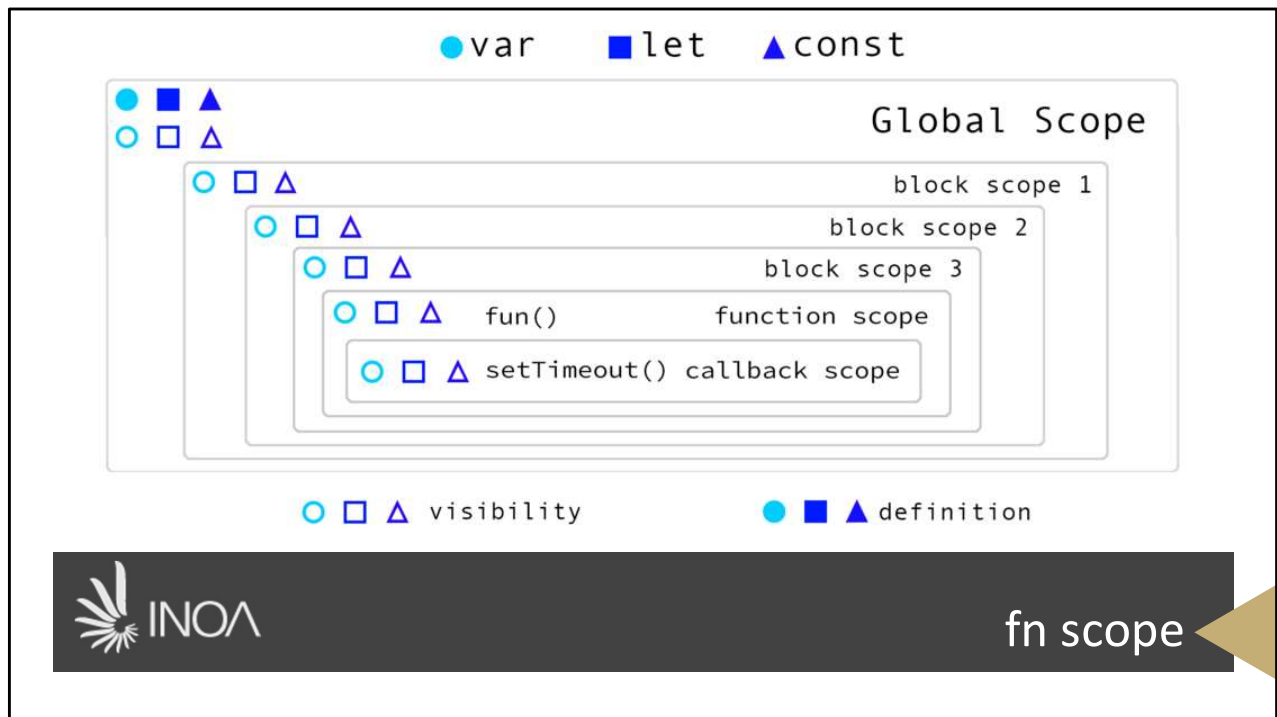 var let const
Global Scope
block scope 1
block scope 2
block scope 3
fun() function scope
setTimeout() callback scope
visibility definition
INOA
fn scope